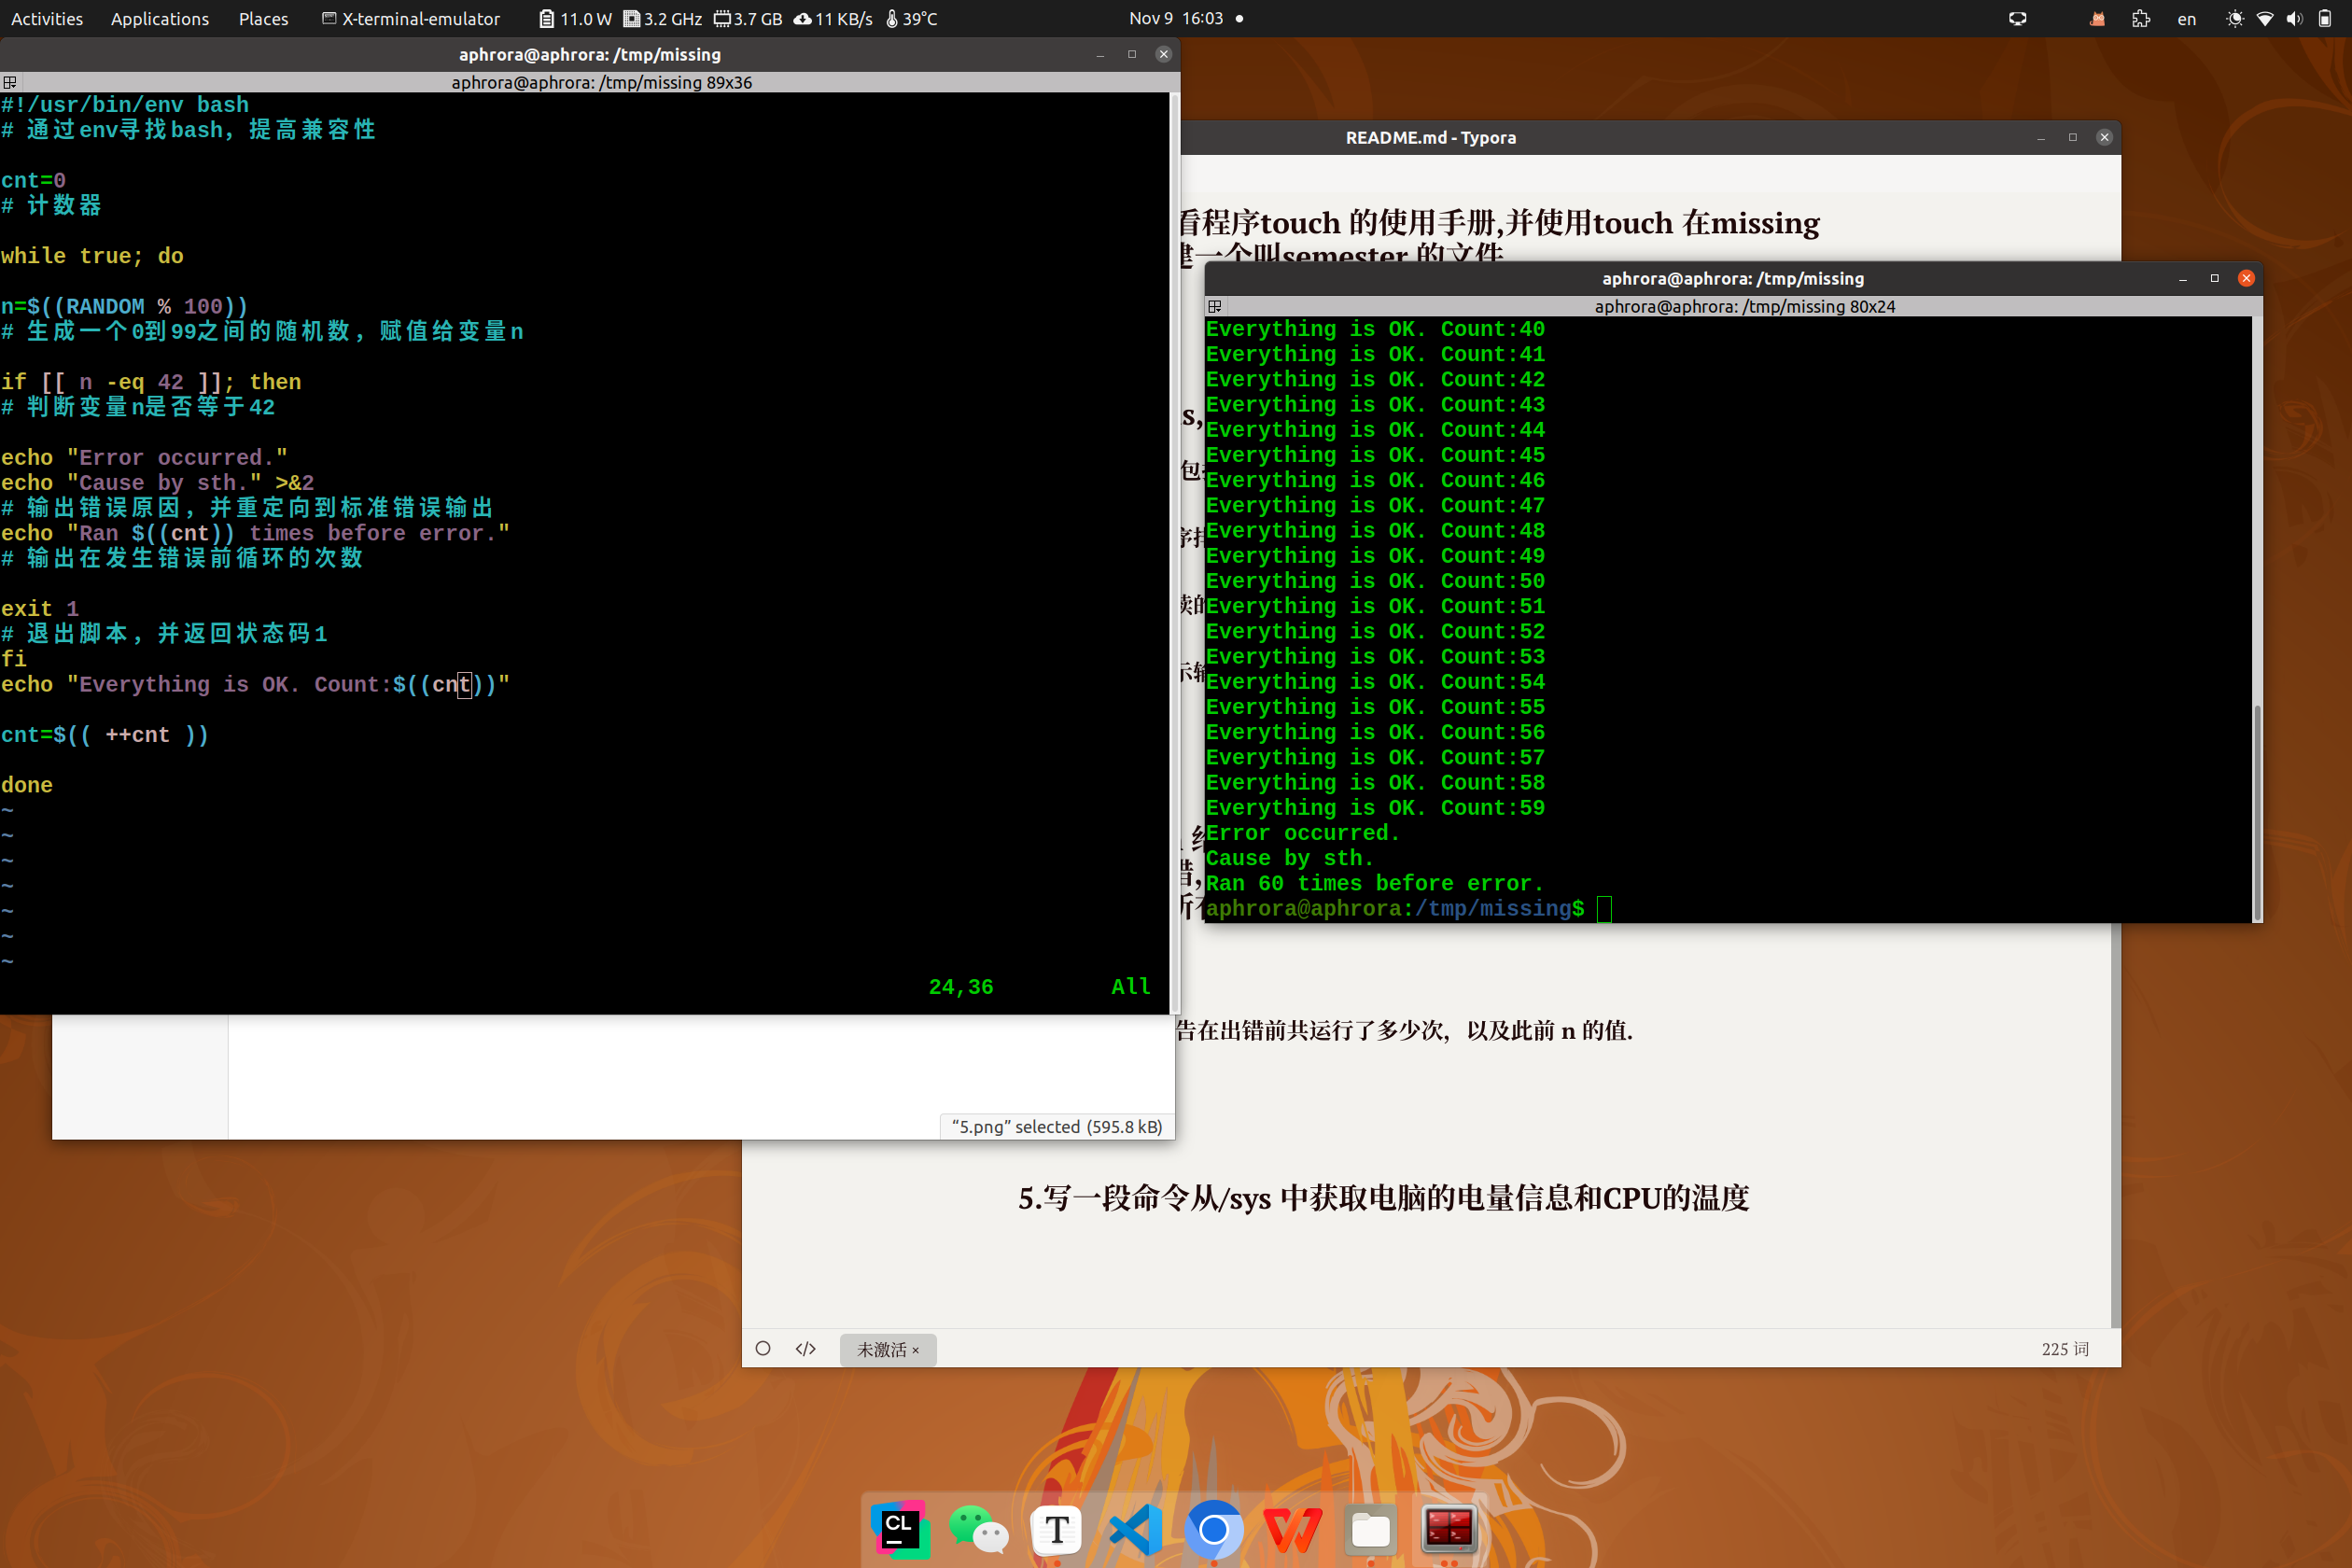 Activities Applications Places X-terminal-emulator 11.0 W 3.2 GHz 3.7 GB 11 KB/s 39°C Nov 9 16:03 en
aphrora@aphrora: /tmp/missing
aphrora@aphrora: /tmp/missing 89x36
#!/usr/bin/env bash
# 通过env寻找bash，提高兼容性
cnt=0
# 计数器
while true; do
n=$((RANDOM % 100))
# 生成一个0到99之间的随机数，赋值给变量n
if [[ n -eq 42 ]]; then
# 判断变量n是否等于42
echo "Error occurred."
echo "Cause by sth." >&2
# 输出错误原因，并重定向到标准错误输出
echo "Ran $((cnt)) times before error."
# 输出在发生错误前循环的次数
exit 1
# 退出脚本，并返回状态码1
fi
echo "Everything is OK. Count:$((cnt))"
cnt=$(( ++cnt ))
done
~
~
~
~
~
~
~
24,36 All
README.md - Typora
看程序touch 的使用手册,并使用touch 在missing
建一个叫semester 的文件
aphrora@aphrora: /tmp/missing
aphrora@aphrora: /tmp/missing 80x24
Everything is OK. Count:40
Everything is OK. Count:41
Everything is OK. Count:42
Everything is OK. Count:43
Everything is OK. Count:44
Everything is OK. Count:45
Everything is OK. Count:46
Everything is OK. Count:47
Everything is OK. Count:48
Everything is OK. Count:49
Everything is OK. Count:50
Everything is OK. Count:51
Everything is OK. Count:52
Everything is OK. Count:53
Everything is OK. Count:54
Everything is OK. Count:55
Everything is OK. Count:56
Everything is OK. Count:57
Everything is OK. Count:58
Everything is OK. Count:59
Error occurred.
Cause by sth.
Ran 60 times before error.
aphrora@aphrora:/tmp/missing$
告在出错前共运行了多少次，以及此前 n 的值.
“5.png” selected (595.8 kB)
5.写一段命令从/sys 中获取电脑的电量信息和CPU的温度
</> 未激活 × 225 词
CL T